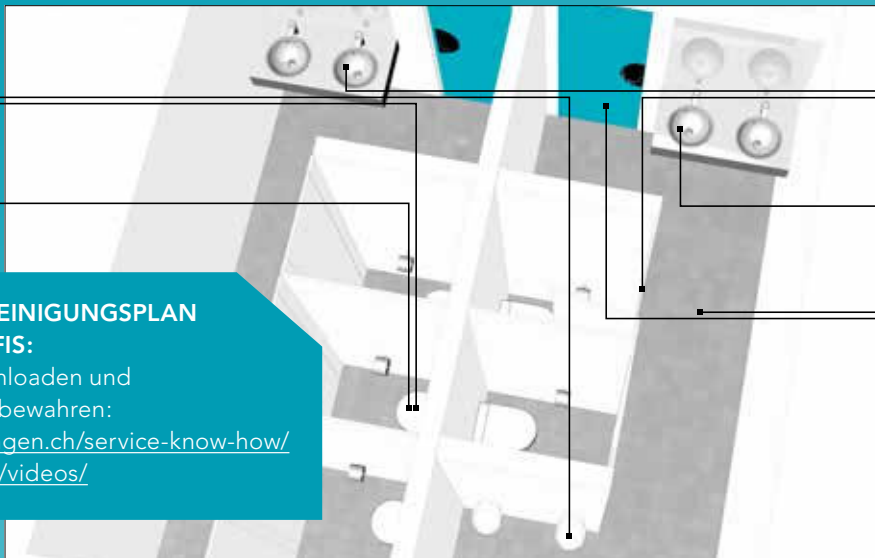 EINIGUNGSPLAN
FIS:
nloaden und
bewahren:
gen.ch/service-know-how/
/videos/